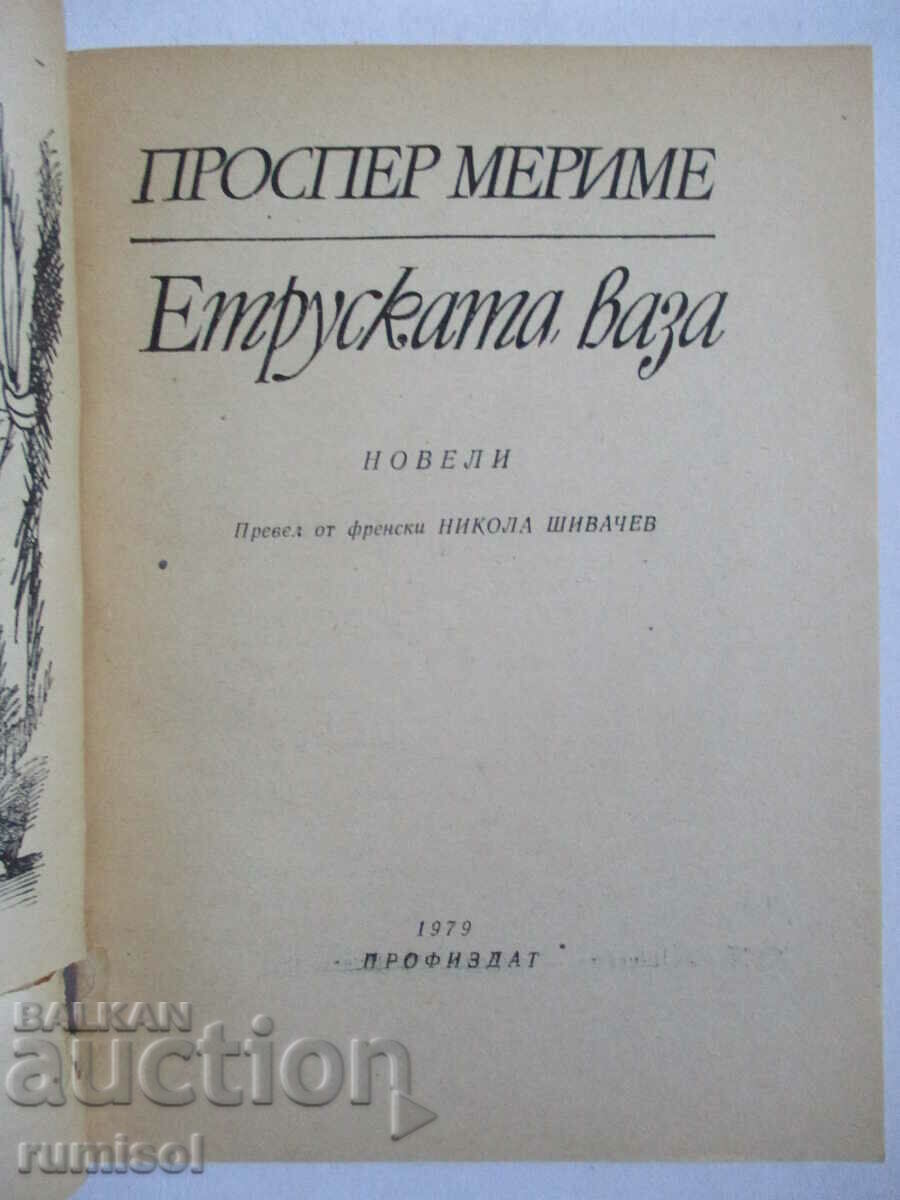 ПРОСПЕР МЕРИМЕ
Етруската ваза
НОВЕЛИ
Превел от френски НИКОЛА ШИВАЧЕВ
1979
ПРОФИЗДАТ
BALKAN
auction
rumisol